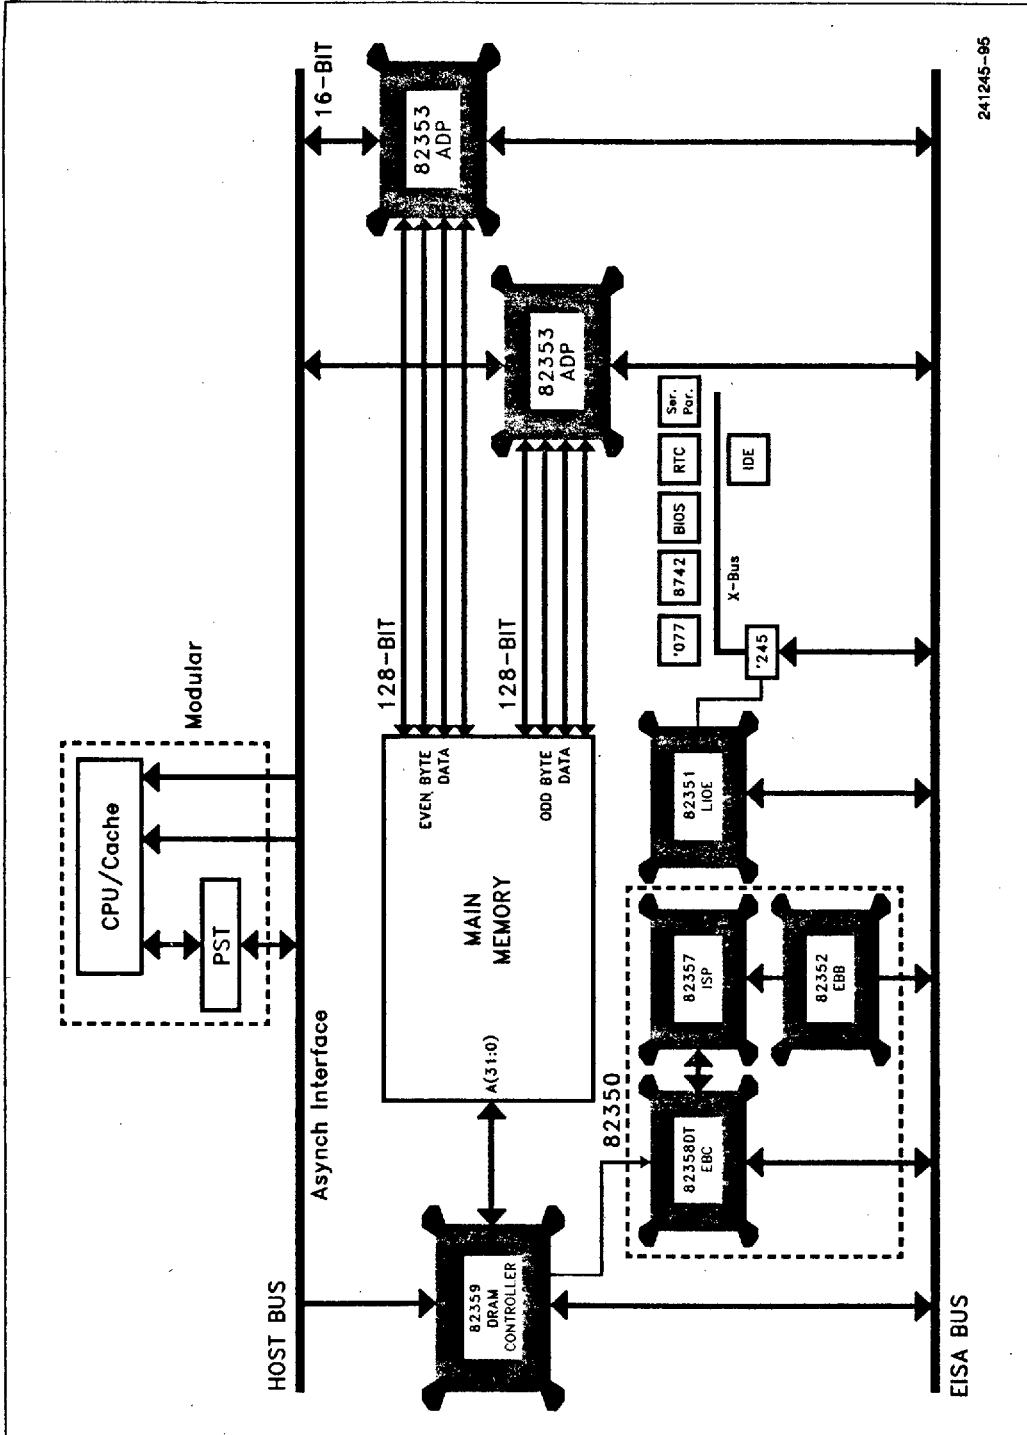 Modular
CPU/Cache
PST
HOST BUS
Asynch Interface
16-BIT
82359
DRAM
CONTROLLER
A(31:0)
MAIN
MEMORY
EVEN BYTE
DATA
ODD BYTE
DATA
128-BIT
128-BIT
82353
ADP
82353
ADP
82350
82358DT
EBC
82357
ISP
82352
EBB
82351
LIOE
'245
X-Bus
'077
8742
BIOS
RTC
Ser.
Par.
IDE
EISA BUS
241245-95